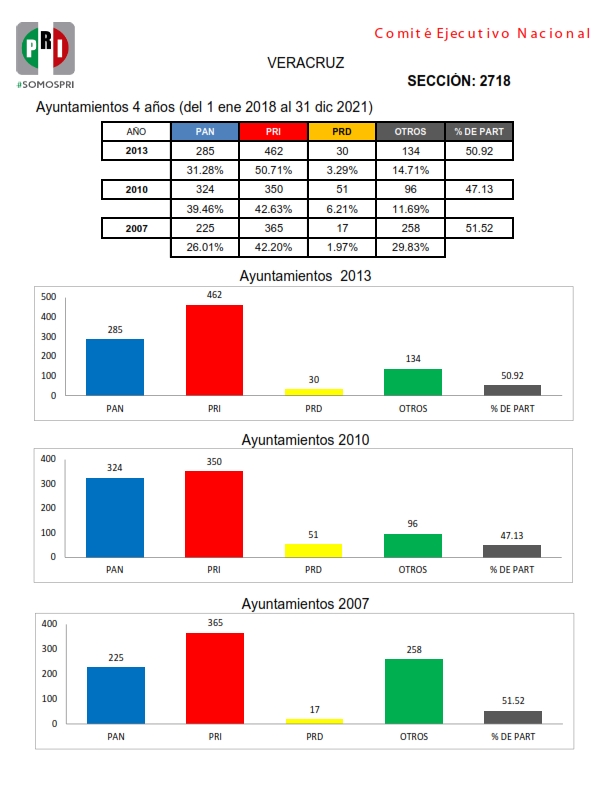 Comité Ejecutivo Nacional
PRI
#SOMOSPRI
VERACRUZ
SECCIÓN: 2718
Ayuntamientos 4 años (del 1 ene 2018 al 31 dic 2021)
AÑO PAN PRI PRD OTROS % DE PART
2013 285 462 30 134 50.92
31.28% 50.71% 3.29% 14.71%
2010 324 350 51 96 47.13
39.46% 42.63% 6.21% 11.69%
2007 225 365 17 258 51.52
26.01% 42.20% 1.97% 29.83%
Ayuntamientos 2013
500
400
300
200
100
0
285
462
30
134
50.92
PAN PRI PRD OTROS % DE PART
Ayuntamientos 2010
400
300
200
100
0
324
350
51
96
47.13
PAN PRI PRD OTROS % DE PART
Ayuntamientos 2007
400
300
200
100
0
225
365
17
258
51.52
PAN PRI PRD OTROS % DE PART